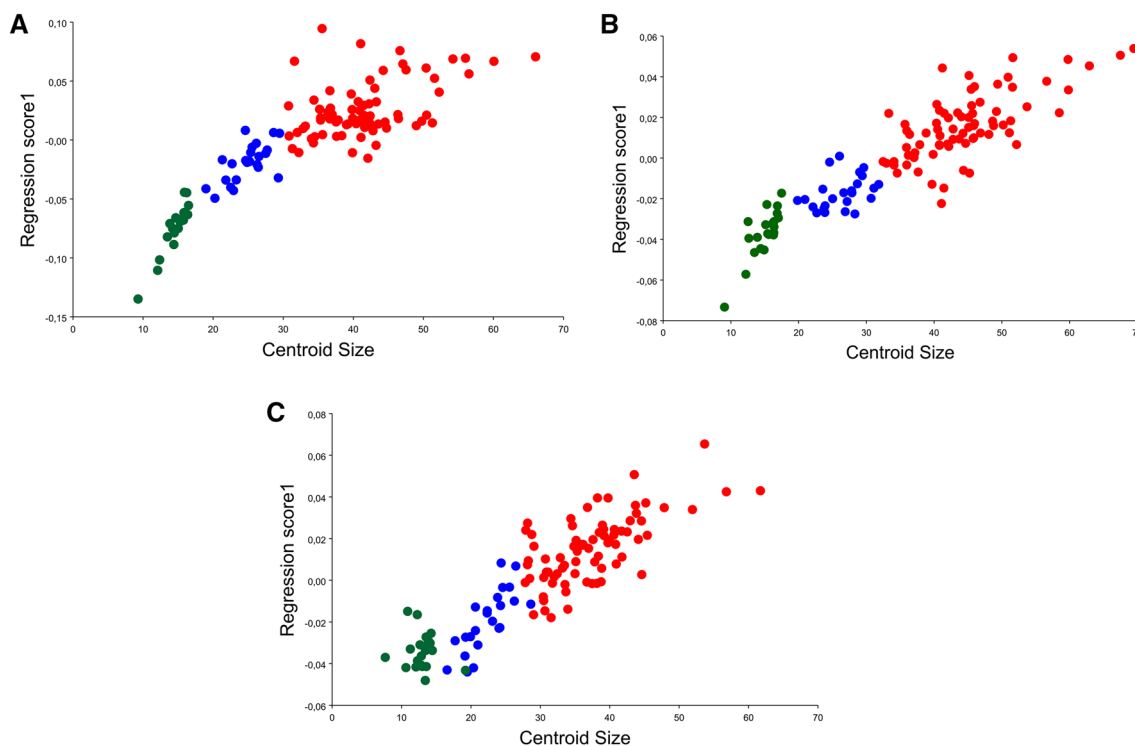 A
Regression score1
0,10
0,05
-0,00
-0,05
-0,10
-0,15
0 10 20 30 40 50 60 70
Centroid Size
B
Regression score1
0,06
0,04
0,02
0,00
-0,02
-0,04
-0,06
-0,08
0 10 20 30 40 50 60 70
Centroid Size
C
Regression score1
0,08
0,06
0,04
0,02
0,00
-0,02
-0,04
-0,06
0 10 20 30 40 50 60 70
Centroid Size